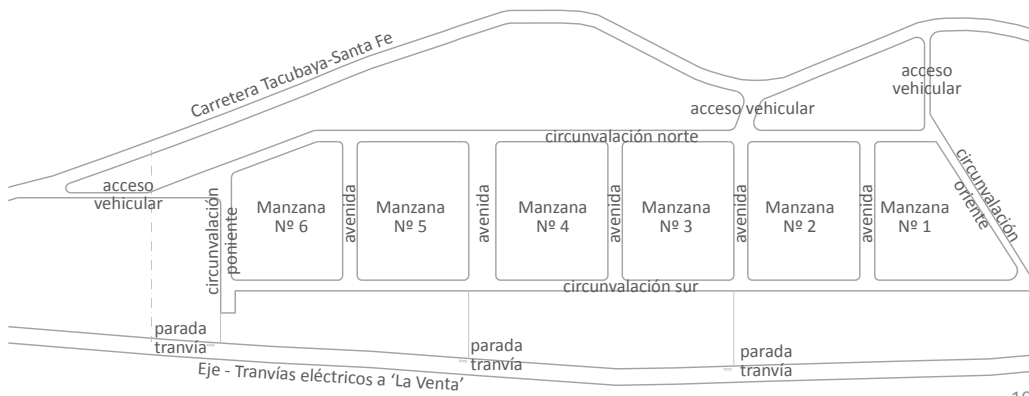 Carretera Tacubaya-Santa Fe
acceso
vehicular
acceso vehicular
circunvalación norte
acceso
vehicular
circunvalación
poniente
Manzana
Nº 6
avenida
Manzana
Nº 5
avenida
Manzana
Nº 4
avenida
Manzana
Nº 3
avenida
Manzana
Nº 2
avenida
Manzana
Nº 1
circunvalación
oriente
circunvalación sur
parada
tranvía
parada
tranvía
parada
tranvía
Eje - Tranvías eléctricos a ‘La Venta’